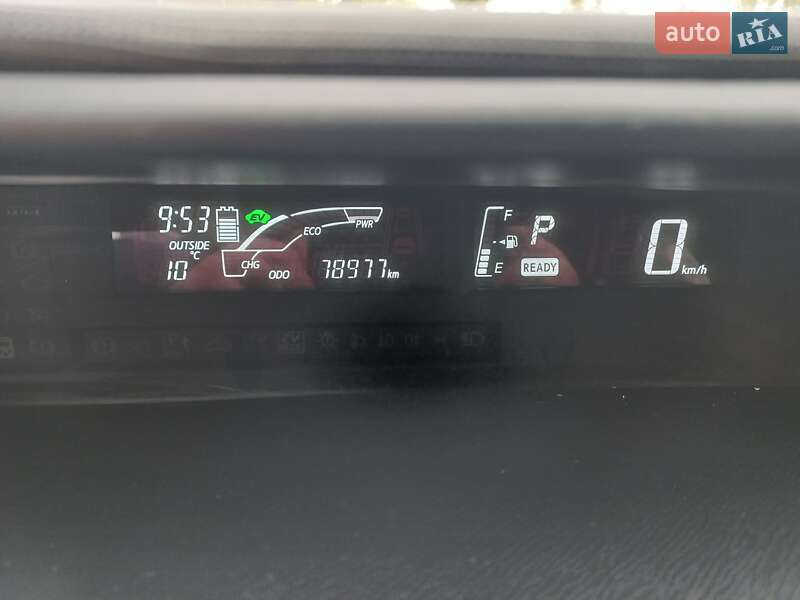 auto RIA .com
9:53 EV
ECO PWR
OUTSIDE
°C
10 CHG ODO 78977 km
F
P
E READY
0 km/h